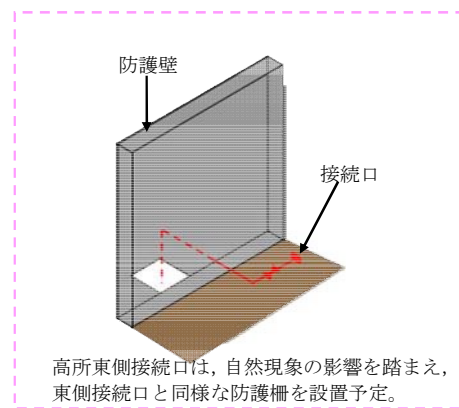 防護壁
接続口
高所東側接続口は，自然現象の影響を踏まえ，
東側接続口と同様な防護柵を設置予定。